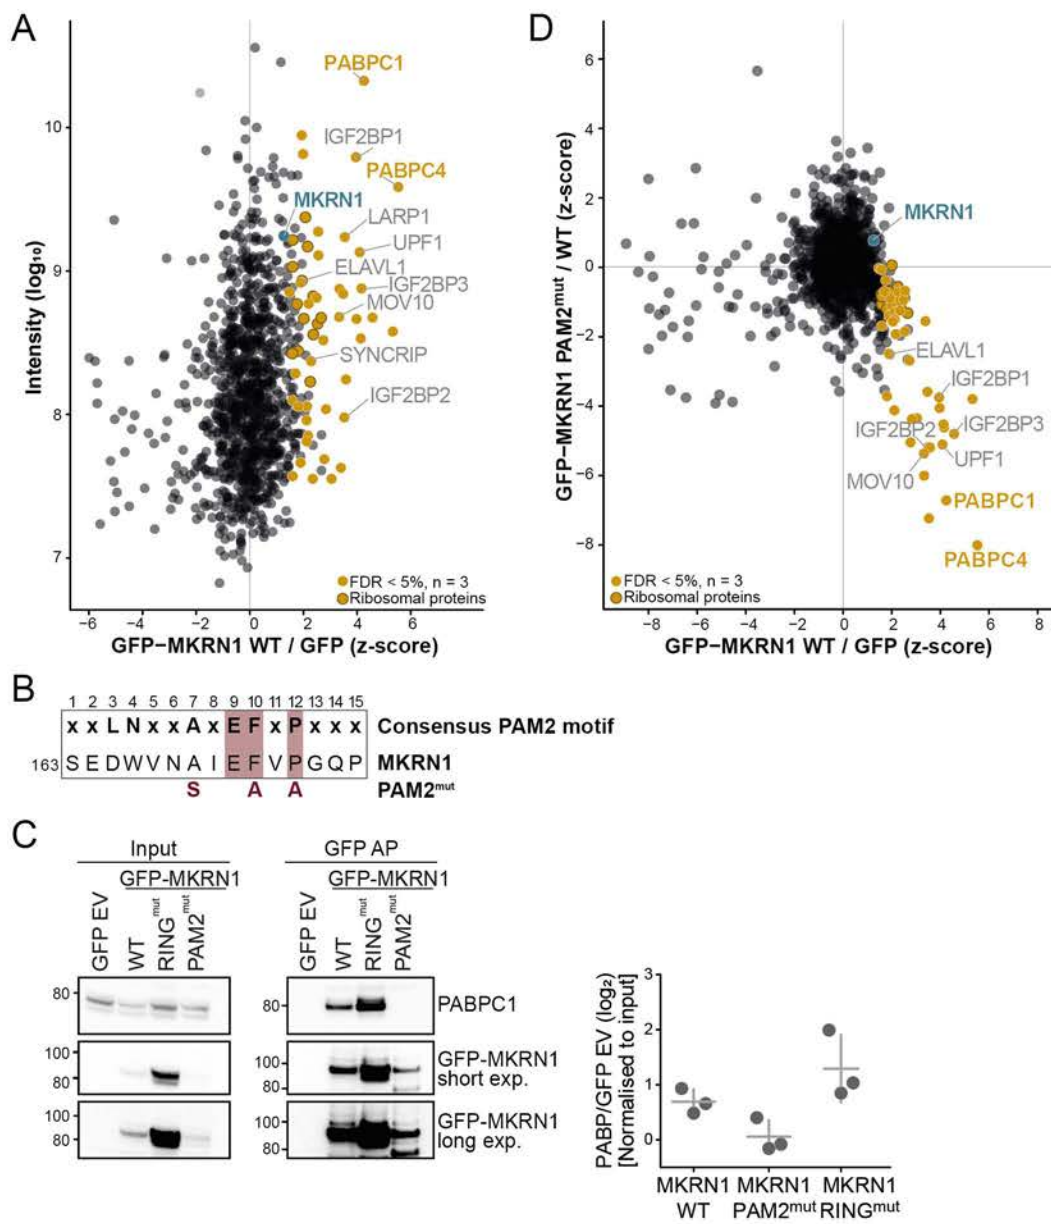 A
PABPC1
10
IGF2BP1
PABPC4
MKRN1
LARP1
UPF1
9
ELAVL1
IGF2BP3
MOV10
SYNCRIP
IGF2BP2
8
7
Intensity (log₁₀)
FDR < 5%, n = 3
Ribosomal proteins
−6 −4 −2 0 2 4 6
GFP−MKRN1 WT / GFP (z-score)
D
6
4
2
MKRN1
0
−2
ELAVL1
IGF2BP1
−4
IGF2BP2
IGF2BP3
UPF1
MOV10
−6
PABPC1
−8
PABPC4
GFP−MKRN1 PAM2ᵐᵘᵗ / WT (z-score)
FDR < 5%, n = 3
Ribosomal proteins
−8 −6 −4 −2 0 2 4 6 8
GFP−MKRN1 WT / GFP (z-score)
B
1 2 3 4 5 6 7 8 9 10 11 12 13 14 15
x x L N x x A x E F x P x x x Consensus PAM2 motif
163 S E D W V N A I E F V P G Q P MKRN1
S A A PAM2ᵐᵘᵗ
C
Input
GFP-MKRN1
GFP EV
WT
RINGᵐᵘᵗ
PAM2ᵐᵘᵗ
80
100
80
100
80
GFP AP
GFP-MKRN1
GFP EV
WT
RINGᵐᵘᵗ
PAM2ᵐᵘᵗ
80
PABPC1
100
80
GFP-MKRN1
short exp.
100
80
GFP-MKRN1
long exp.
PABP/GFP EV (log₂)
[Normalised to input]
3
2
1
0
MKRN1 MKRN1 MKRN1
WT PAM2ᵐᵘᵗ RINGᵐᵘᵗ